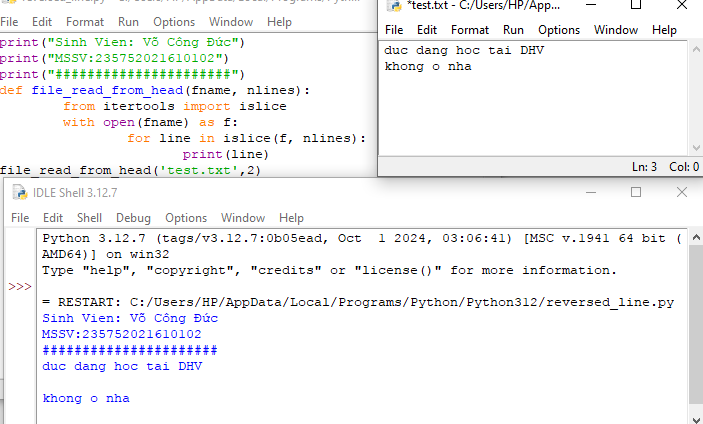 File Edit Format Run Options Window Help
print("Sinh Vien: Võ Công Đức")
print("MSSV:235752021610102")
print("######################")
def file_read_from_head(fname, nlines):
        from itertools import islice
        with open(fname) as f:
                for line in islice(f, nlines):
                        print(line)
file_read_from_head('test.txt',2)
*test.txt - C:/Users/HP/App...
File Edit Format Run Options Window Help
duc dang hoc tai DHV
khong o nha
Ln: 3 Col: 0
IDLE Shell 3.12.7
File Edit Shell Debug Options Window Help
Python 3.12.7 (tags/v3.12.7:0b05ead, Oct  1 2024, 03:06:41) [MSC v.1941 64 bit (
AMD64)] on win32
Type "help", "copyright", "credits" or "license()" for more information.
>>>
= RESTART: C:/Users/HP/AppData/Local/Programs/Python/Python312/reversed_line.py
Sinh Vien: Võ Công Đức
MSSV:235752021610102
######################
duc dang hoc tai DHV
khong o nha